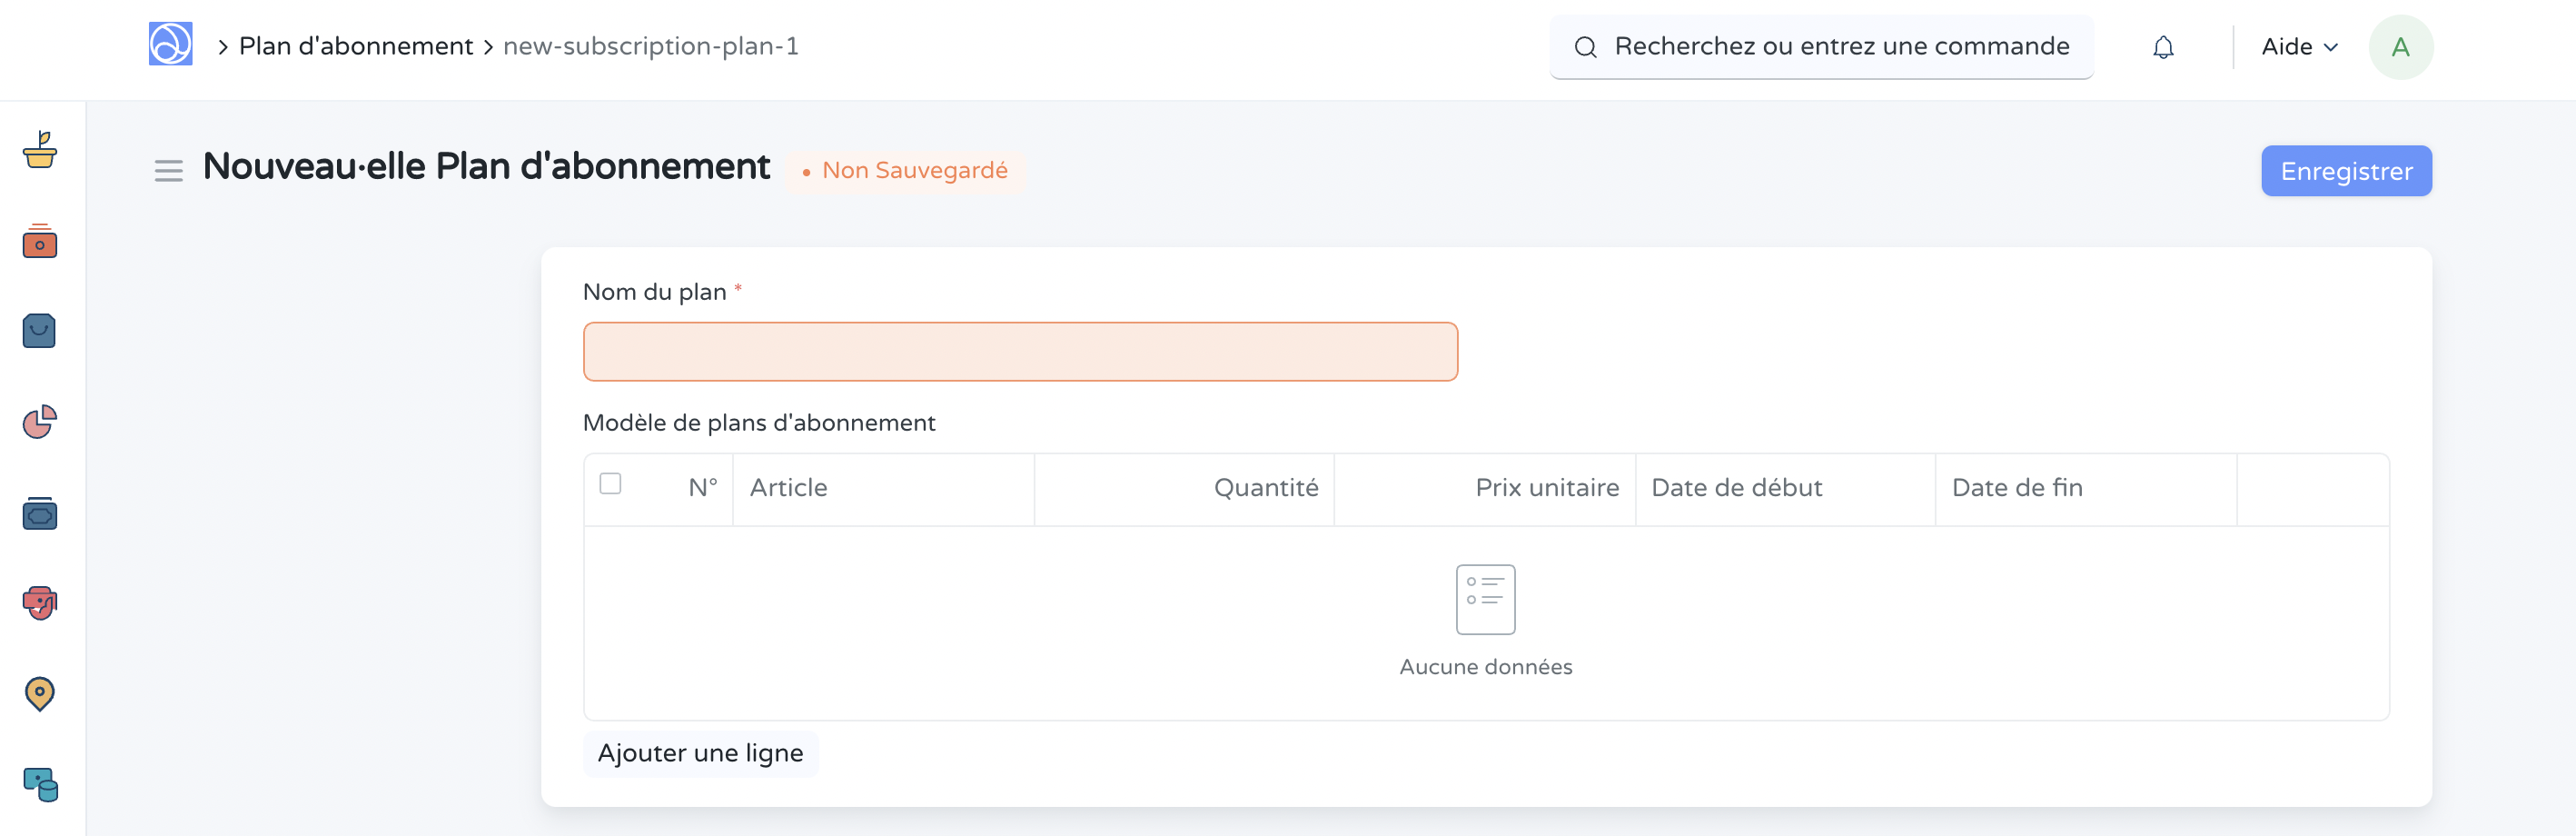 Plan d'abonnement new-subscription-plan-1 Recherchez ou entrez une commande Aide A
Nouveau·elle Plan d'abonnement • Non Sauvegardé Enregistrer
Nom du plan *
Modèle de plans d'abonnement
N° Article Quantité Prix unitaire Date de début Date de fin
Aucune données
Ajouter une ligne